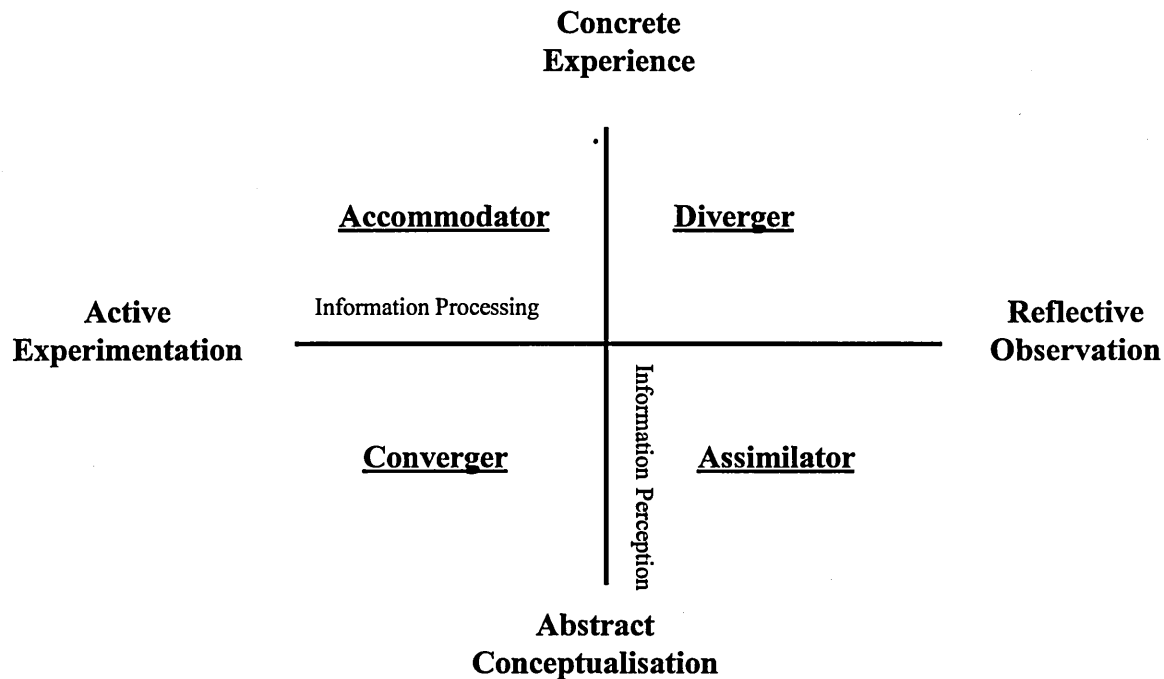 Concrete
Experience
Accommodator
Diverger
Information Processing
Active
Experimentation
Reflective
Observation
Information Perception
Converger
Assimilator
Abstract
Conceptualisation